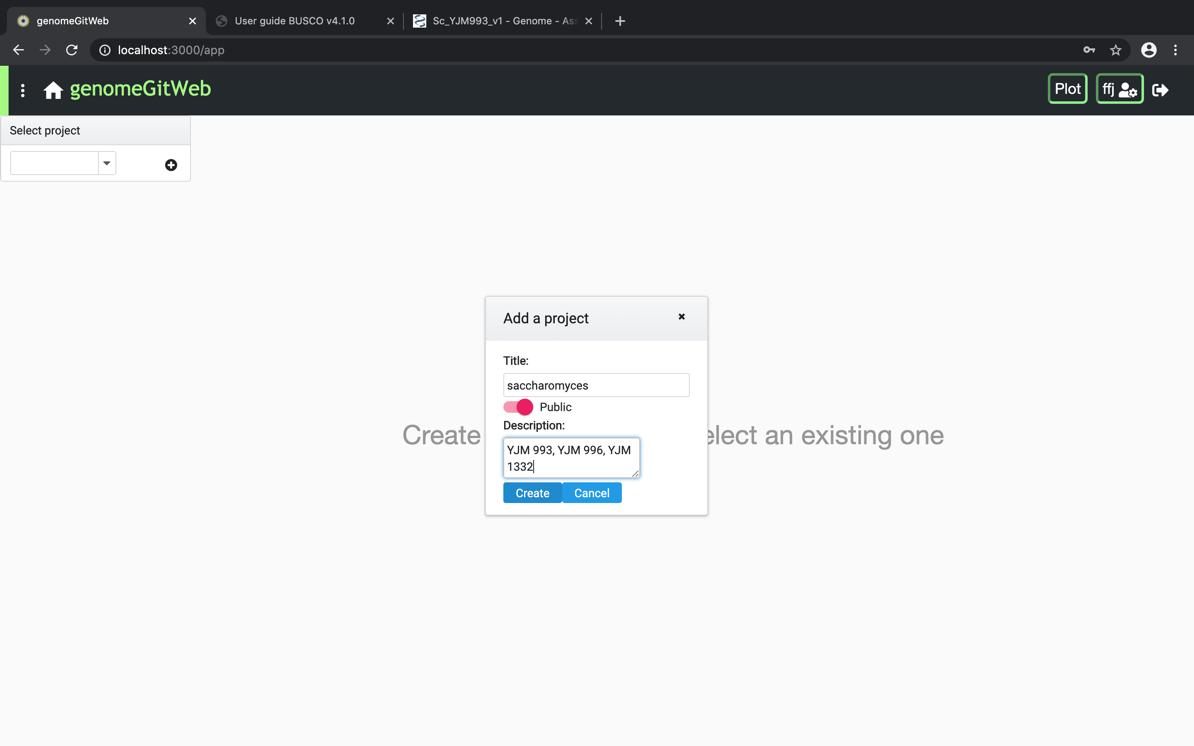 genomeGitWeb
User guide BUSCO v4.1.0
Sc_YJM993_v1 - Genome - As
localhost:3000/app
genomeGitWeb
Plot
ffj
Select project
Add a project
Title:
saccharomyces
Public
Description:
Create elect an existing one
YJM 993, YJM 996, YJM
1332
Create
Cancel